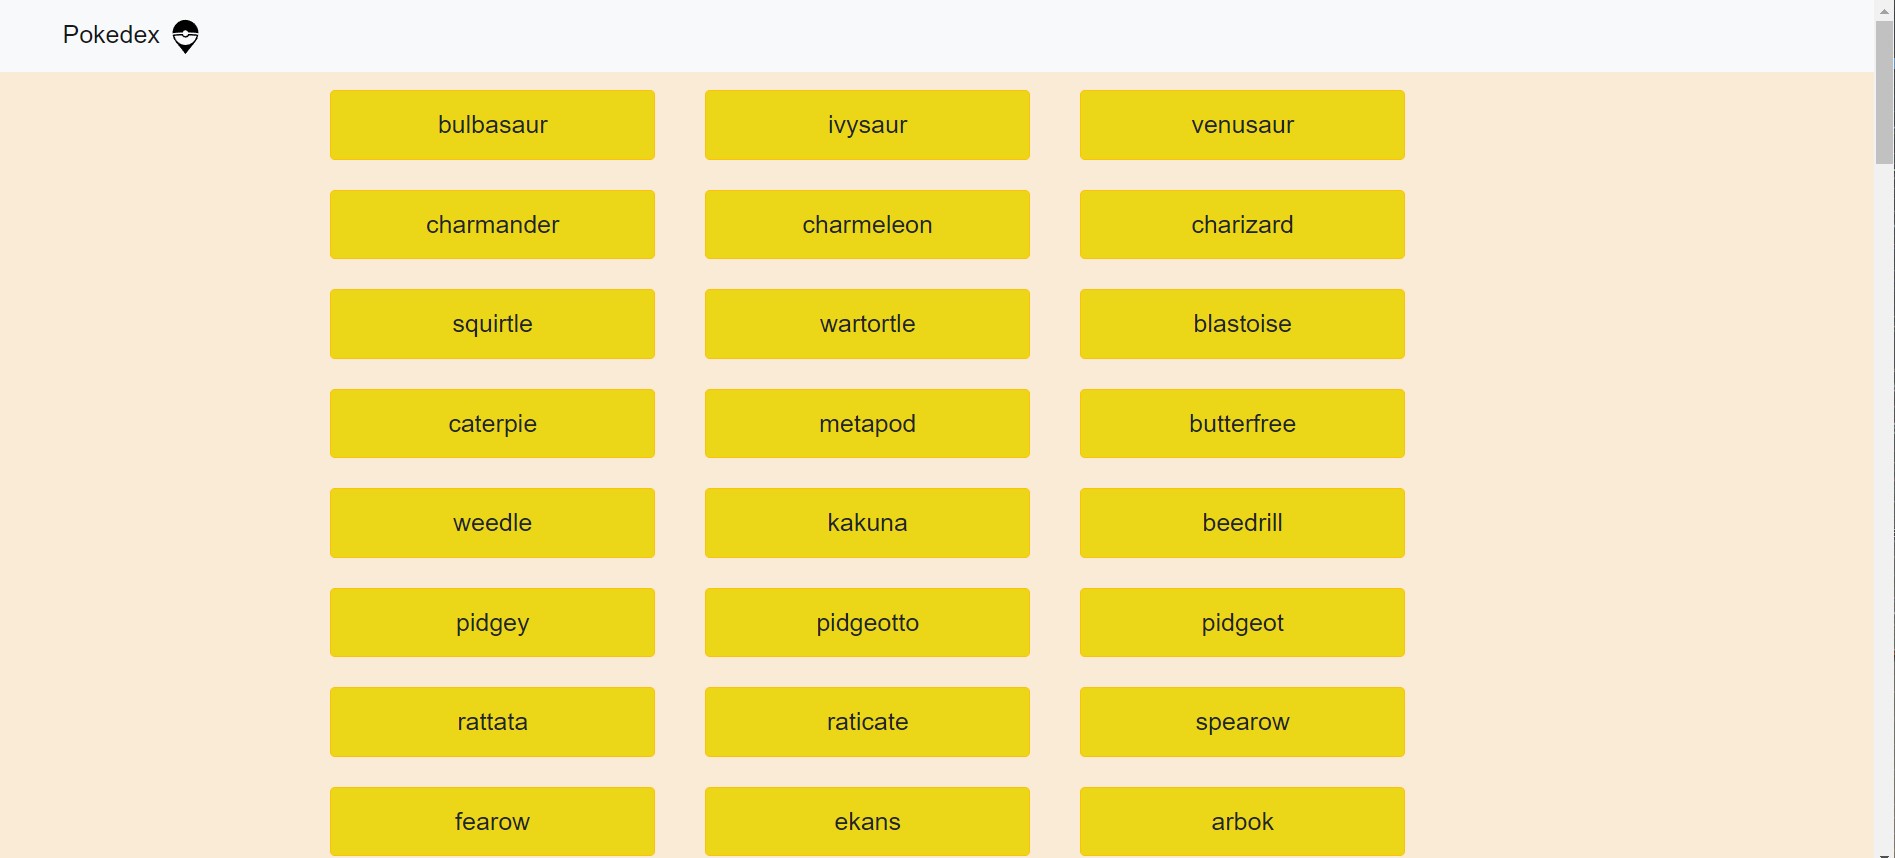 Pokedex
bulbasaur ivysaur venusaur
charmander charmeleon charizard
squirtle wartortle blastoise
caterpie metapod butterfree
weedle kakuna beedrill
pidgey pidgeotto pidgeot
rattata raticate spearow
fearow ekans arbok